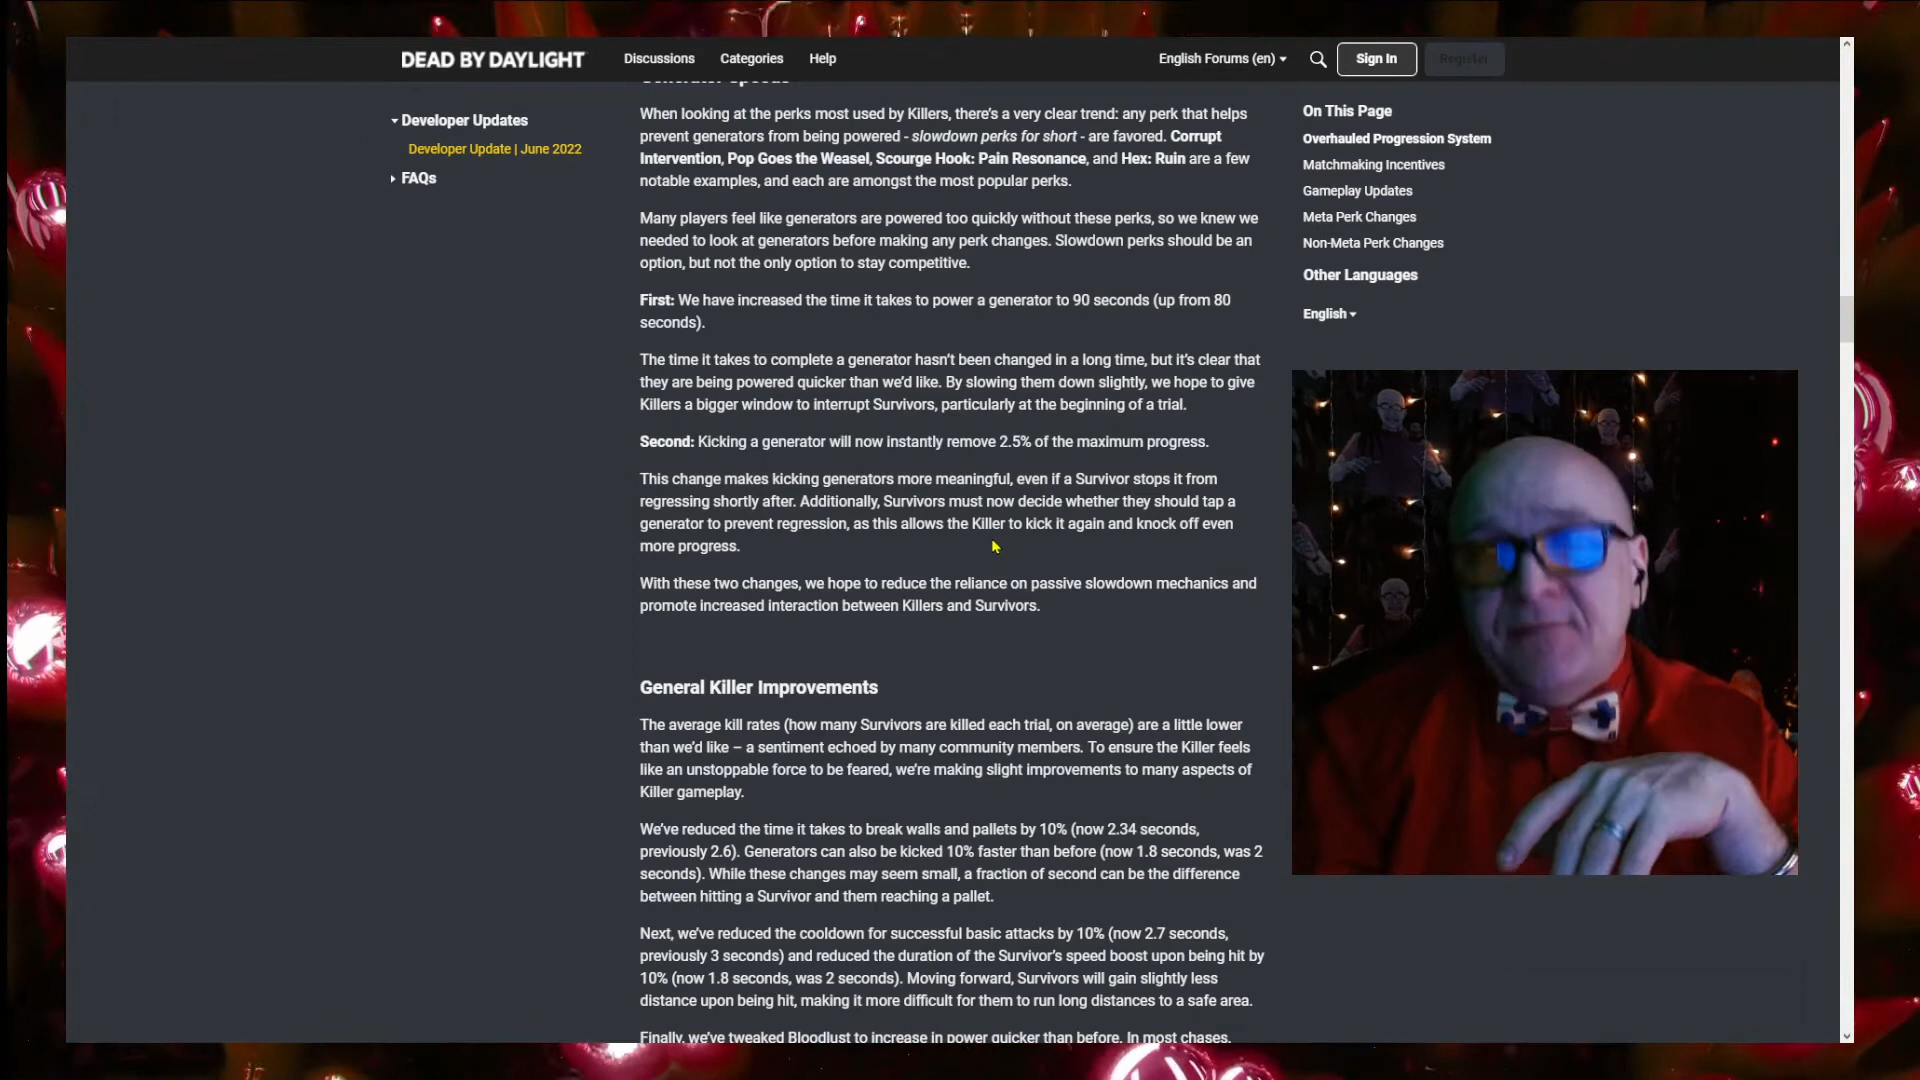 DEAD BY DAYLIGHT
Discussions
Categories
Help
English Forums (en)
Sign In
Register
Developer Updates
Developer Update | June 2022
FAQs
Generator Speeds
When looking at the perks most used by Killers, there's a very clear trend: any perk that helps
prevent generators from being powered - slowdown perks for short - are favored. Corrupt
Intervention, Pop Goes the Weasel, Scourge Hook: Pain Resonance, and Hex: Ruin are a few
notable examples, and each are amongst the most popular perks.
Many players feel like generators are powered too quickly without these perks, so we knew we
needed to look at generators before making any perk changes. Slowdown perks should be an
option, but not the only option to stay competitive.
First: We have increased the time it takes to power a generator to 90 seconds (up from 80
seconds).
The time it takes to complete a generator hasn't been changed in a long time, but it's clear that
they are being powered quicker than we'd like. By slowing them down slightly, we hope to give
Killers a bigger window to interrupt Survivors, particularly at the beginning of a trial.
Second: Kicking a generator will now instantly remove 2.5% of the maximum progress.
This change makes kicking generators more meaningful, even if a Survivor stops it from
regressing shortly after. Additionally, Survivors must now decide whether they should tap a
generator to prevent regression, as this allows the Killer to kick it again and knock off even
more progress.
With these two changes, we hope to reduce the reliance on passive slowdown mechanics and
promote increased interaction between Killers and Survivors.
General Killer Improvements
The average kill rates (how many Survivors are killed each trial, on average) are a little lower
than we'd like – a sentiment echoed by many community members. To ensure the Killer feels
like an unstoppable force to be feared, we're making slight improvements to many aspects of
Killer gameplay.
We've reduced the time it takes to break walls and pallets by 10% (now 2.34 seconds,
previously 2.6). Generators can also be kicked 10% faster than before (now 1.8 seconds, was 2
seconds). While these changes may seem small, a fraction of second can be the difference
between hitting a Survivor and them reaching a pallet.
Next, we've reduced the cooldown for successful basic attacks by 10% (now 2.7 seconds,
previously 3 seconds) and reduced the duration of the Survivor's speed boost upon being hit by
10% (now 1.8 seconds, was 2 seconds). Moving forward, Survivors will gain slightly less
distance upon being hit, making it more difficult for them to run long distances to a safe area.
Finally, we've tweaked Bloodlust to increase in power quicker than before. In most chases,
On This Page
Overhauled Progression System
Matchmaking Incentives
Gameplay Updates
Meta Perk Changes
Non-Meta Perk Changes
Other Languages
English